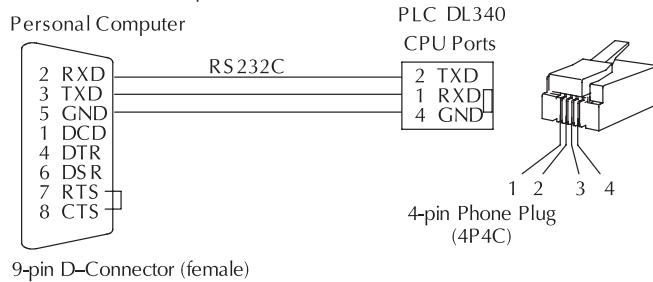 PLC DL340
Personal Computer
CPU Ports
RS232C
2 RXD
3 TXD
5 GND
1 DCD
4 DTR
6 DSR
7 RTS
8 CTS
2 TXD
1 RXD
4 GND
1 2 3 4
4-pin Phone Plug
(4P4C)
9-pin D–Connector (female)